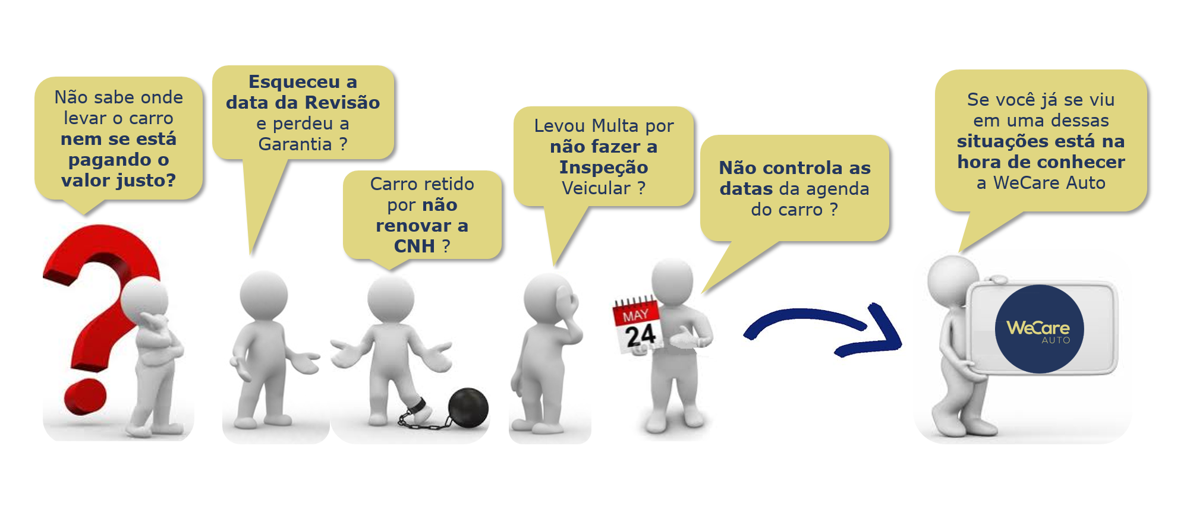 Não sabe onde
levar o carro
nem se está
pagando o
valor justo?
Esqueceu a
data da Revisão
e perdeu a
Garantia ?
Carro retido
por não
renovar a
CNH ?
Levou Multa por
não fazer a
Inspeção
Veicular ?
Não controla as
datas da agenda
do carro ?
MAY
24
Se você já se viu
em uma dessas
situações está na
hora de conhecer
a WeCare Auto
WeCare
AUTO